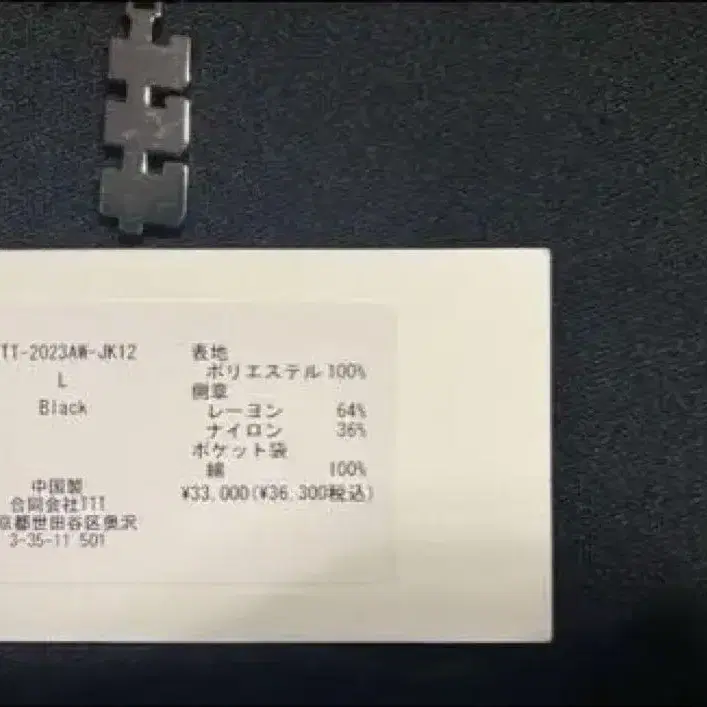 TT-2023AW-JK12
L
Black
中国製
合同会社TTT
京都世田谷区奥沢
3-35-11 501
表地
ポリエステル 100%
側章
レーヨン 64%
ナイロン 36%
ポケット袋
綿 100%
¥33,000(¥36,300税込)